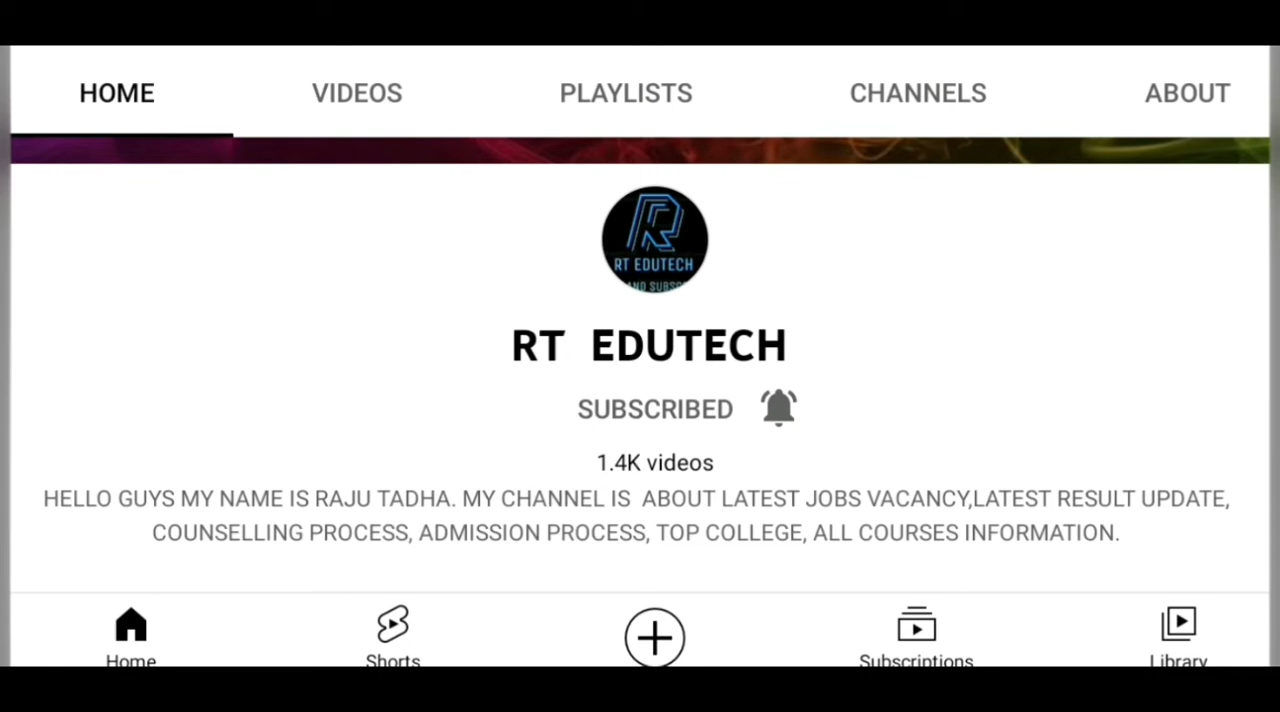 HOME VIDEOS PLAYLISTS CHANNELS ABOUT
RT EDUTECH
AND SUBSC
RT EDUTECH
SUBSCRIBED
1.4K videos
HELLO GUYS MY NAME IS RAJU TADHA. MY CHANNEL IS ABOUT LATEST JOBS VACANCY,LATEST RESULT UPDATE,
COUNSELLING PROCESS, ADMISSION PROCESS, TOP COLLEGE, ALL COURSES INFORMATION.
Home Shorts Subscriptions Library